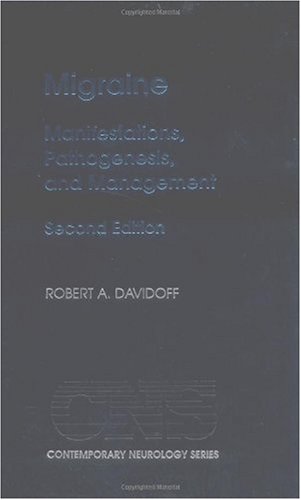 Migraine
Manifestations,
Pathogenesis,
and Management
Second Edition
ROBERT A. DAVIDOFF
CNS
CONTEMPORARY NEUROLOGY SERIES